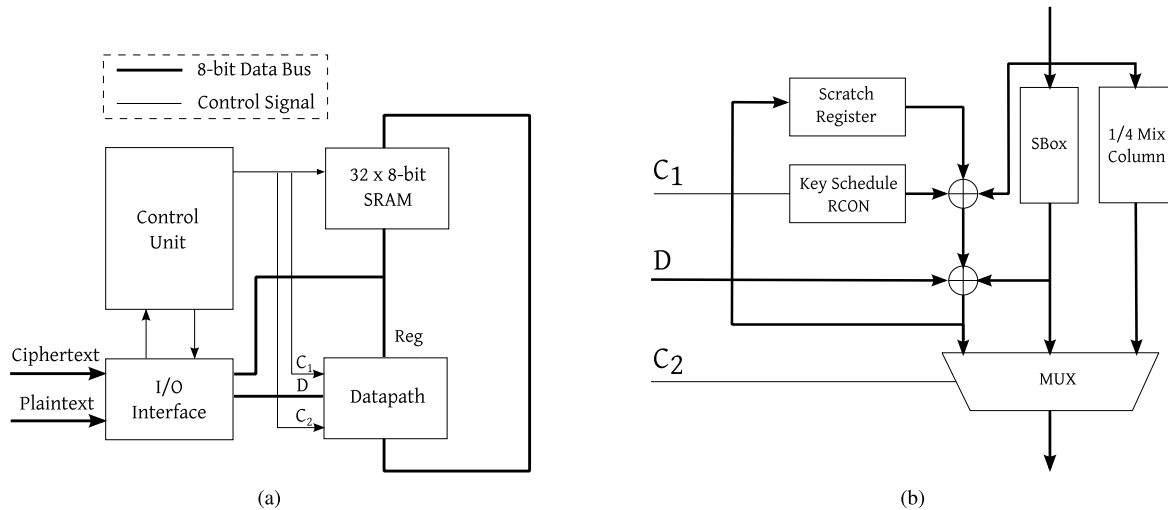 8-bit Data Bus
Control Signal
Control
Unit
32 x 8-bit
SRAM
Reg
Ciphertext
Plaintext
I/O
Interface
C1
D
C2
Datapath
(a)
Scratch
Register
C1
Key Schedule
RCON
SBox
1/4 Mix
Column
D
C2
MUX
(b)